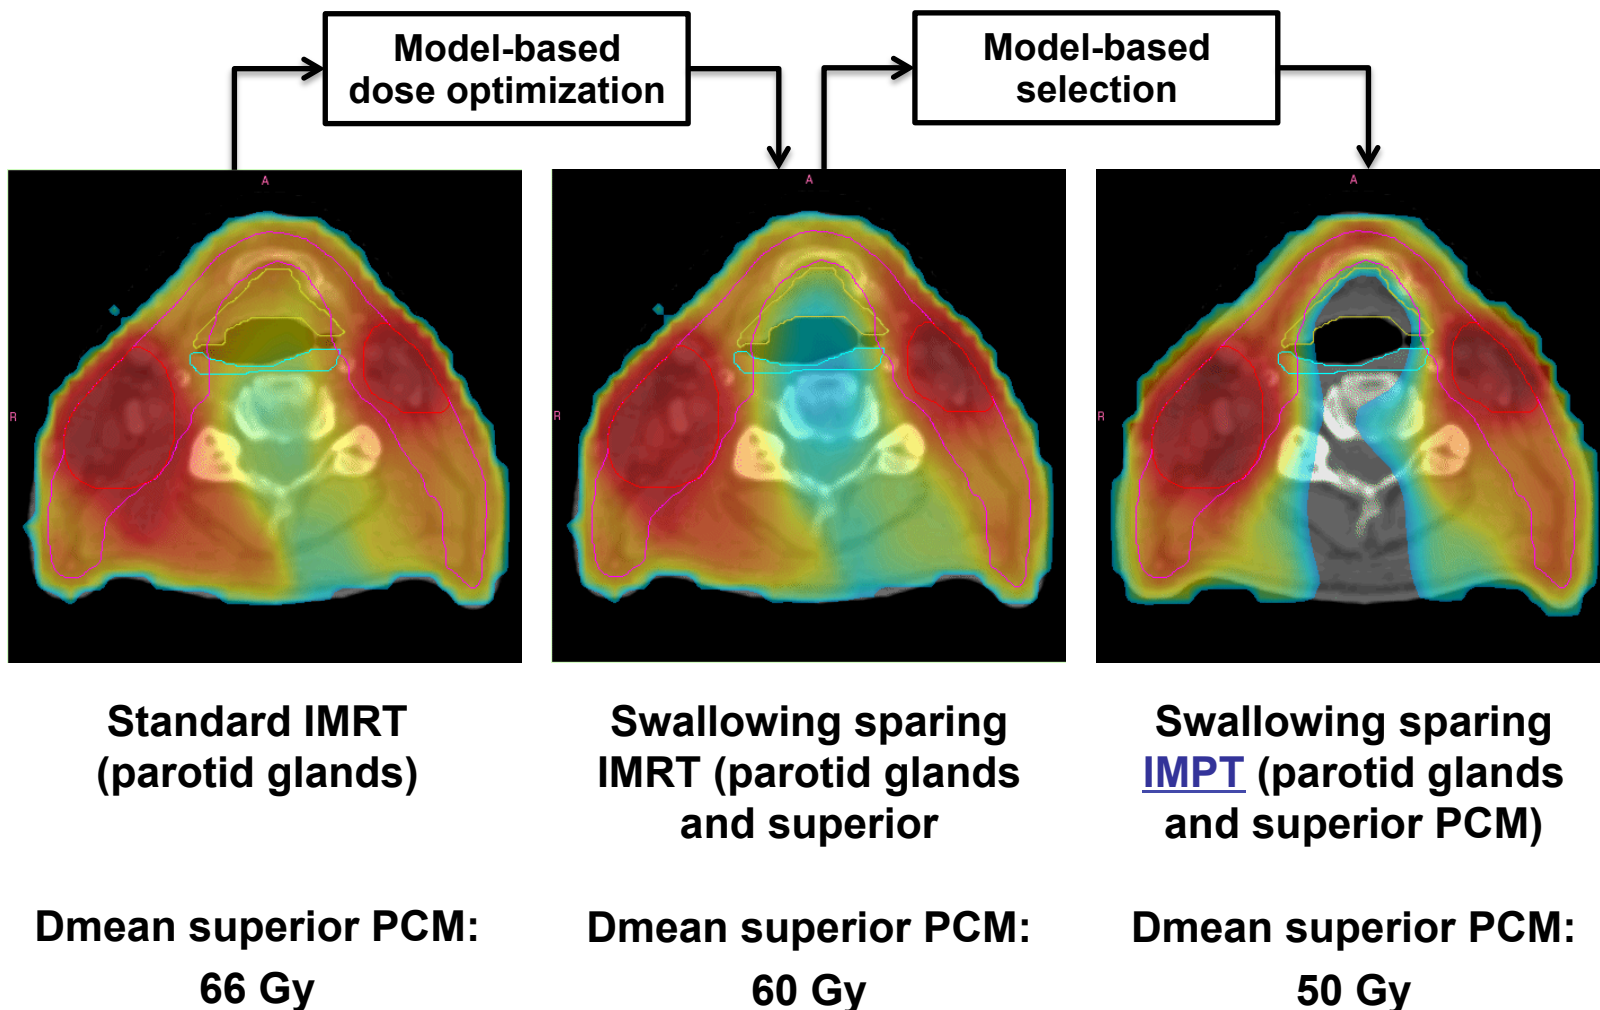 Model-based
dose optimization
Model-based
selection
A
A
A
R
R
R
Standard IMRT
(parotid glands)
Swallowing sparing
IMRT (parotid glands
and superior
Swallowing sparing
IMPT (parotid glands
and superior PCM)
Dmean superior PCM:
66 Gy
Dmean superior PCM:
60 Gy
Dmean superior PCM:
50 Gy